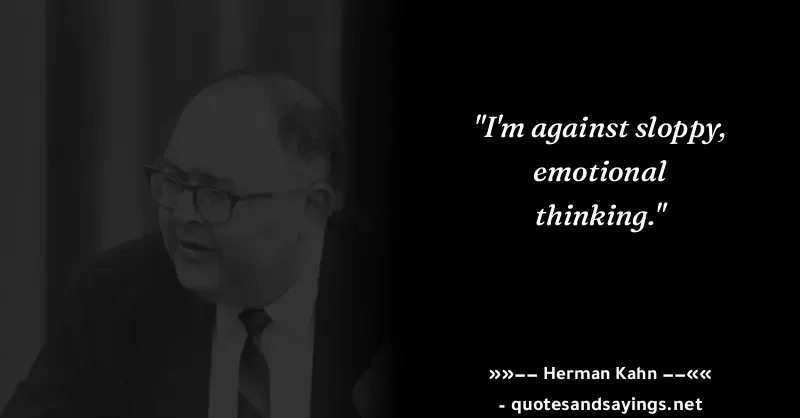 "I'm against sloppy,
emotional
thinking."
»»–– Herman Kahn ––««
- quotesandsayings.net